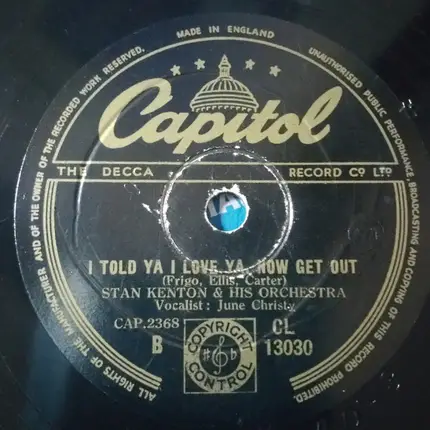 MADE IN ENGLAND
UNAUTHORISED PUBLIC PERFORMANCE, BROADCASTING AND COPYING OF THIS RECORD PROHIBITED.
ALL RIGHTS OF THE MANUFACTURER AND OF THE OWNER OF THE RECORDED WORK RESERVED.
Capitol
THE DECCA RECORD CO LTD
I TOLD YA I LOVE YA, NOW GET OUT
(Frigo, Ellis, Carter)
STAN KENTON & HIS ORCHESTRA
Vocalist: June Christy
CAP.2368 CL
B 13030
COPYRIGHT
CONTROL